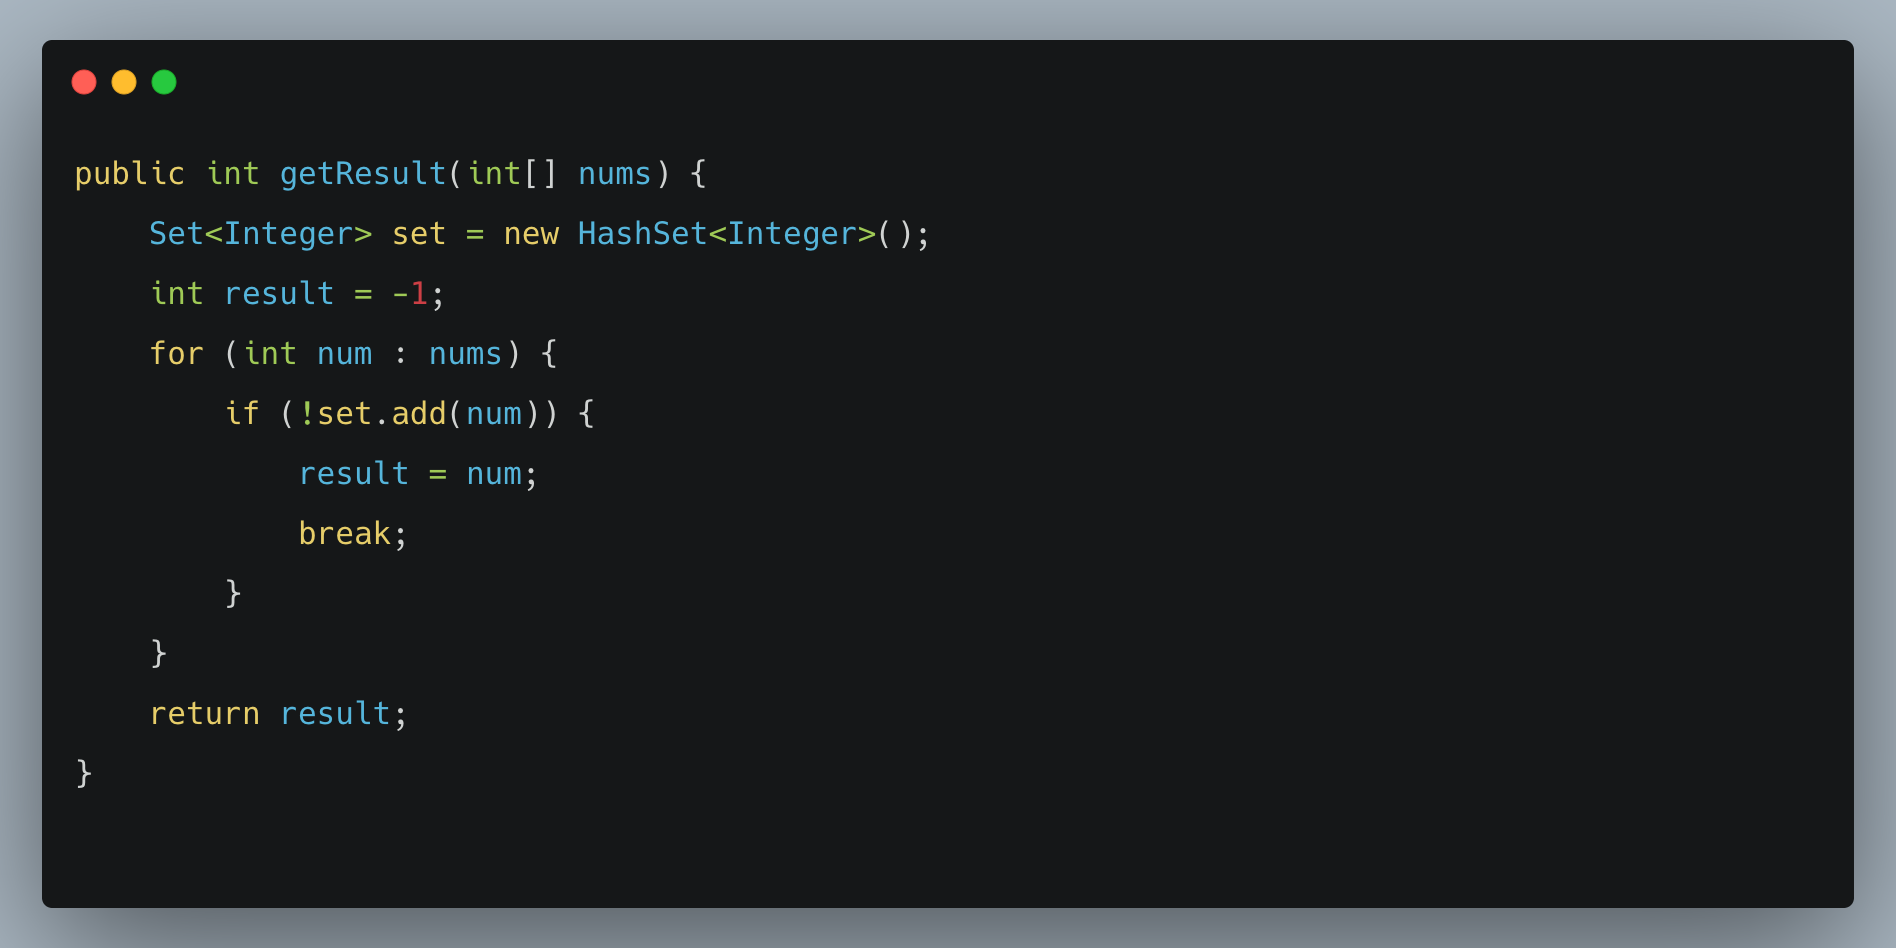 public int getResult(int[] nums) {
    Set<Integer> set = new HashSet<Integer>();
    int result = -1;
    for (int num : nums) {
        if (!set.add(num)) {
            result = num;
            break;
        }
    }
    return result;
}